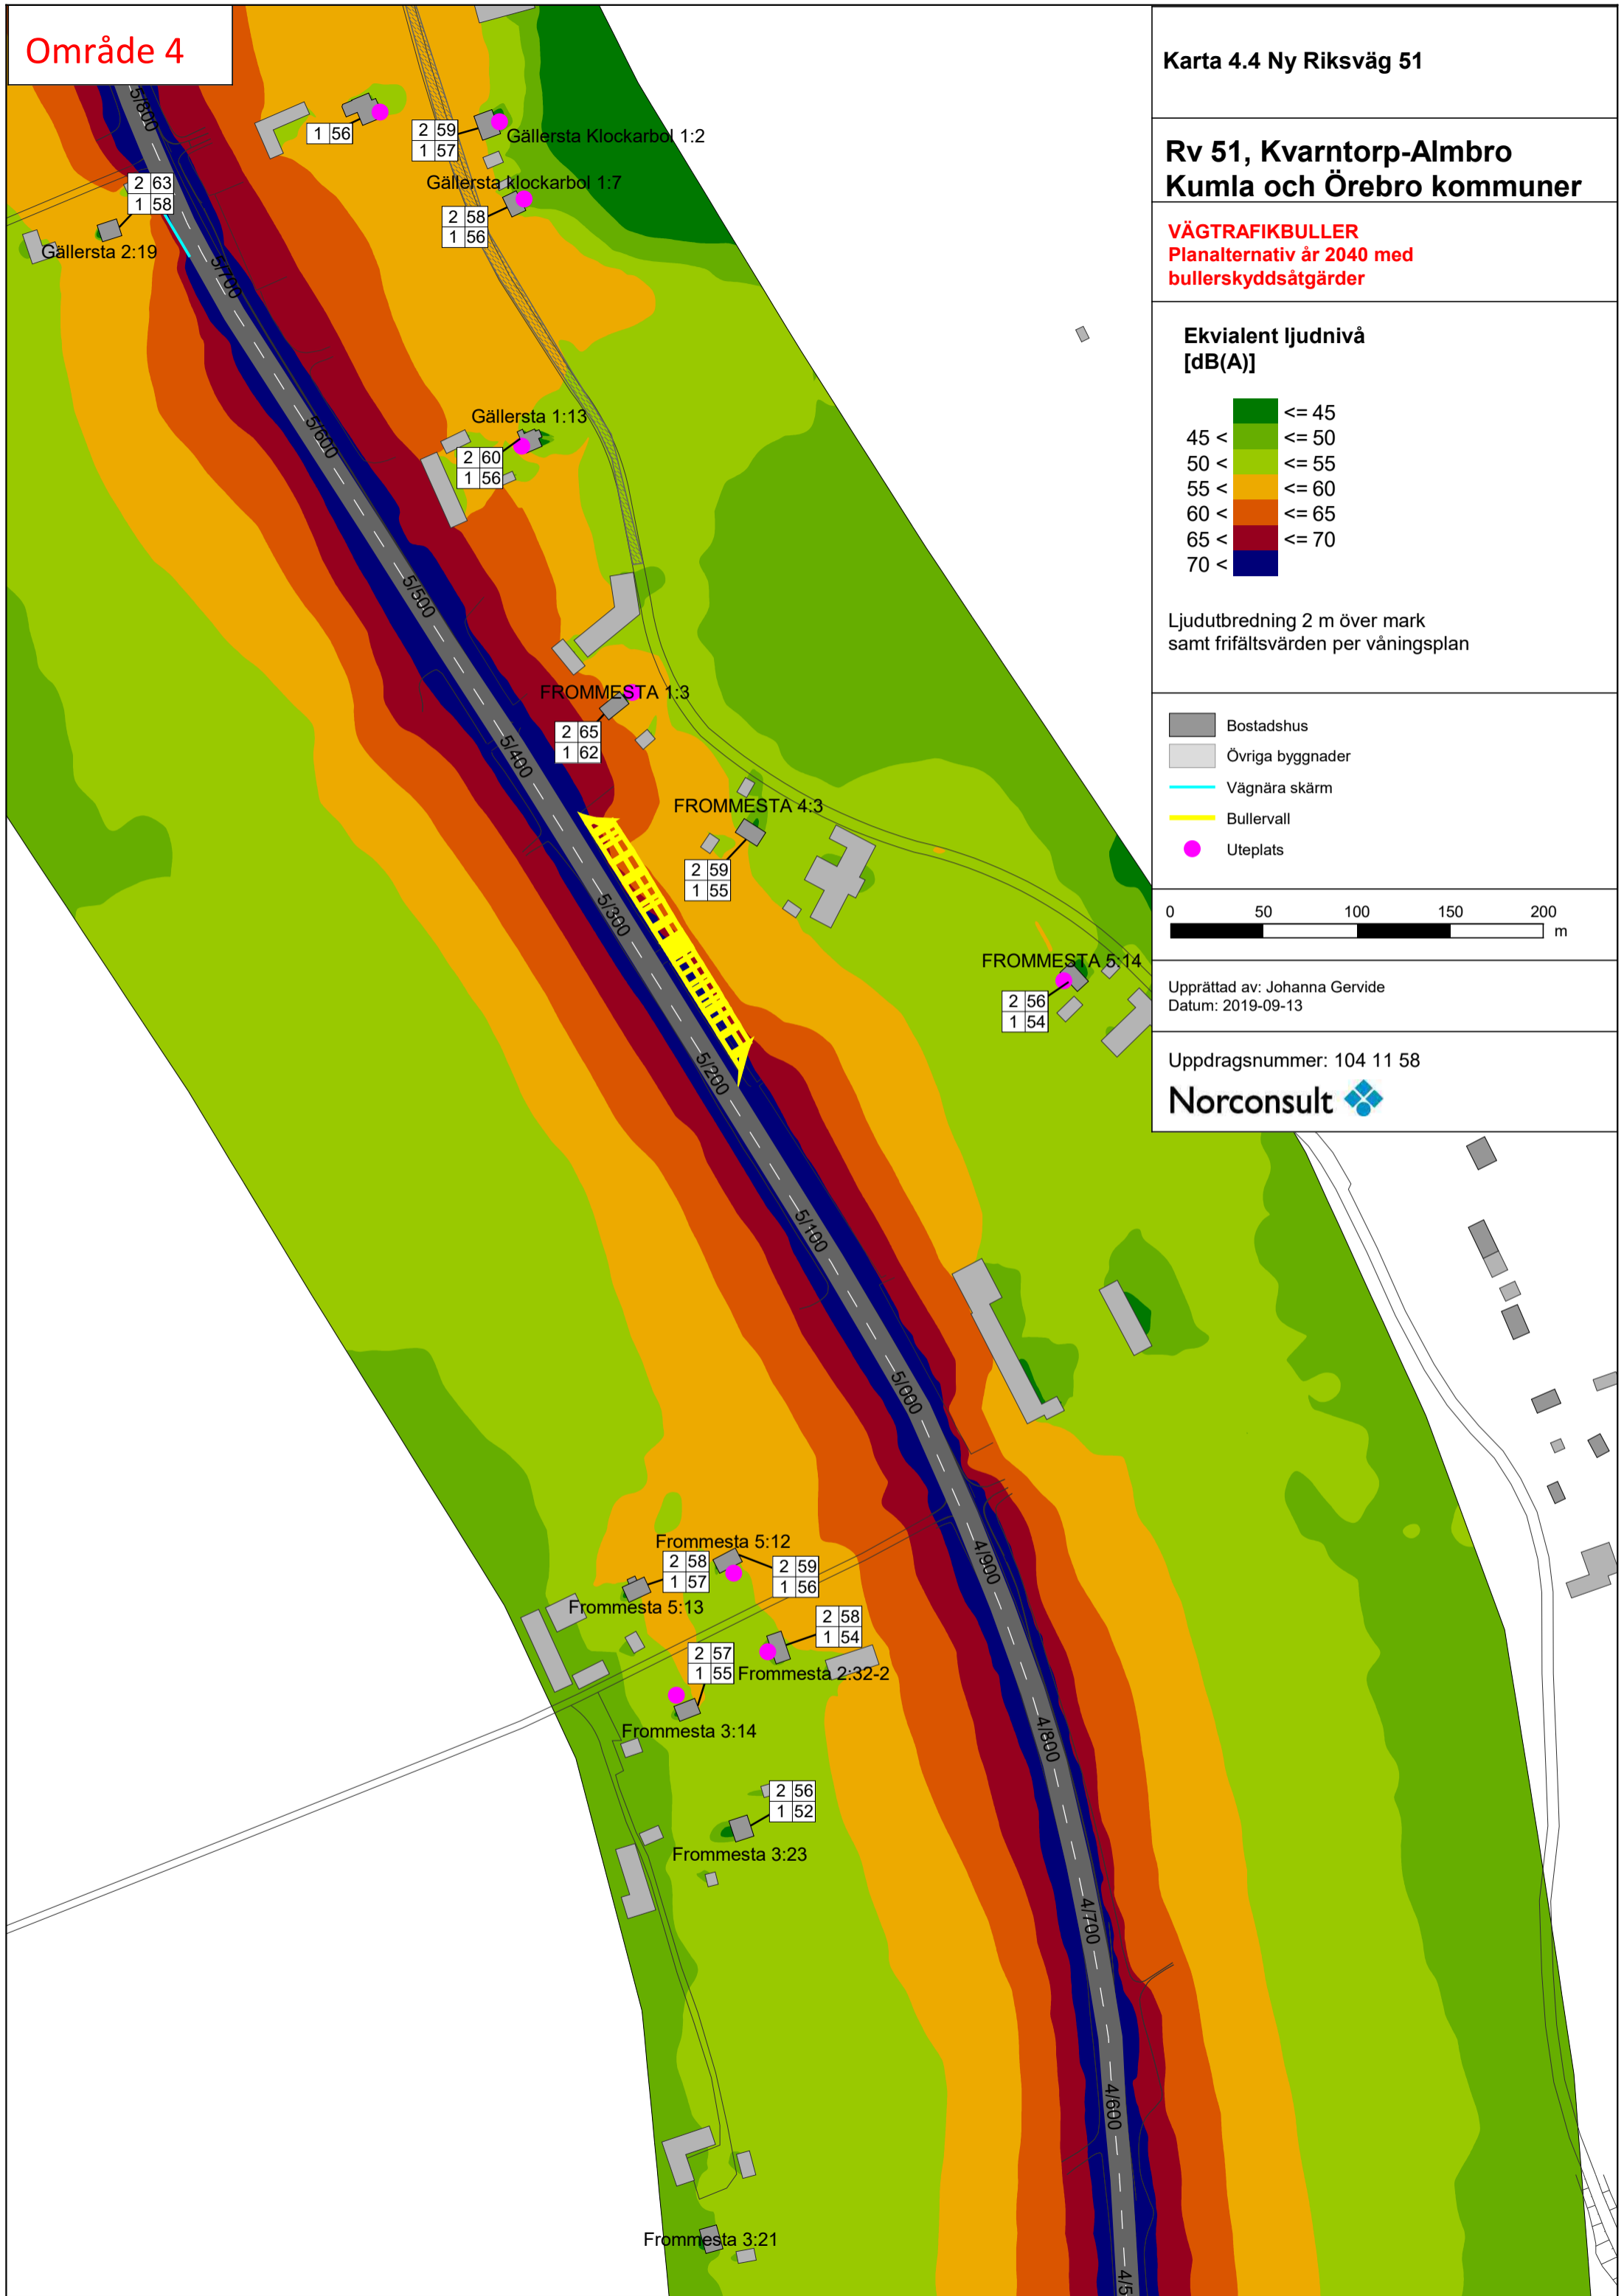 Område 4
Karta 4.4 Ny Riksväg 51
Rv 51, Kvarntorp-Almbro
Kumla och Örebro kommuner
VÄGTRAFIKBULLER
Planalternativ år 2040 med
bullerskyddsåtgärder
Ekvialent ljudnivå
[dB(A)]
<= 45
45 < <= 50
50 < <= 55
55 < <= 60
60 < <= 65
65 < <= 70
70 <
Ljudutbredning 2 m över mark
samt frifältsvärden per våningsplan
Bostadshus
Övriga byggnader
Vägnära skärm
Bullervall
Uteplats
0 50 100 150 200
m
Upprättad av: Johanna Gervide
Datum: 2019-09-13
Uppdragsnummer: 104 11 58
Norconsult
5/800
1 56
2 59
1 57
Gällersta Klockarbol 1:2
Gällersta klockarbol 1:7
2 58
1 56
2 63
1 58
Gällersta 2:19
5/700
Gällersta 1:13
2 60
1 56
5/600
5/500
FROMMESTA 1:3
2 65
1 62
5/400
FROMMESTA 4:3
2 59
1 55
5/300
FROMMESTA 5:14
2 56
1 54
5/200
5/100
5/000
4/900
Frommesta 5:12
2 58
1 57
2 59
1 56
Frommesta 5:13
2 58
1 54
2 57
1 55
Frommesta 2:32-2
Frommesta 3:14
4/800
2 56
1 52
Frommesta 3:23
4/700
4/600
Frommesta 3:21
4/5